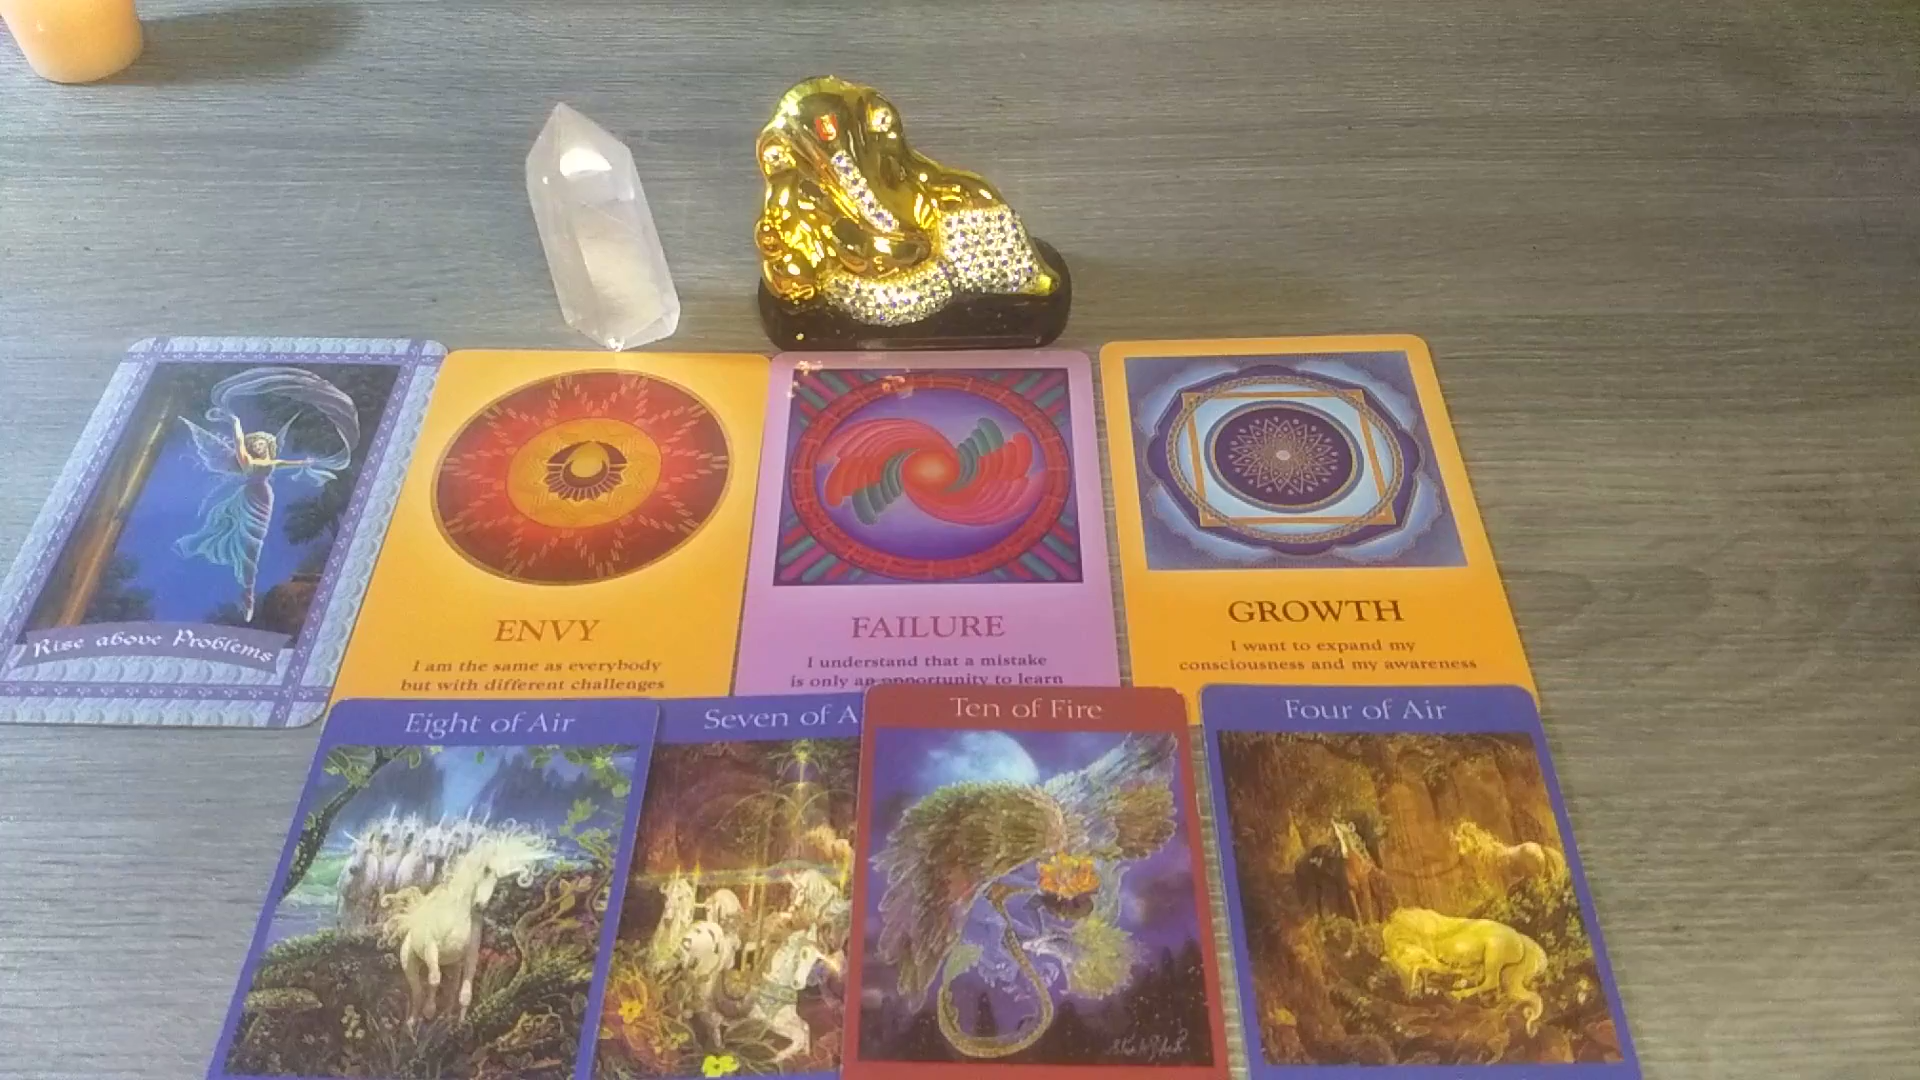 Rise above Problems
ENVY
I am the same as everybody
but with different challenges
FAILURE
I understand that a mistake
is only an opportunity to learn
GROWTH
I want to expand my
consciousness and my awareness
Eight of Air
Seven of A
Ten of Fire
Four of Air